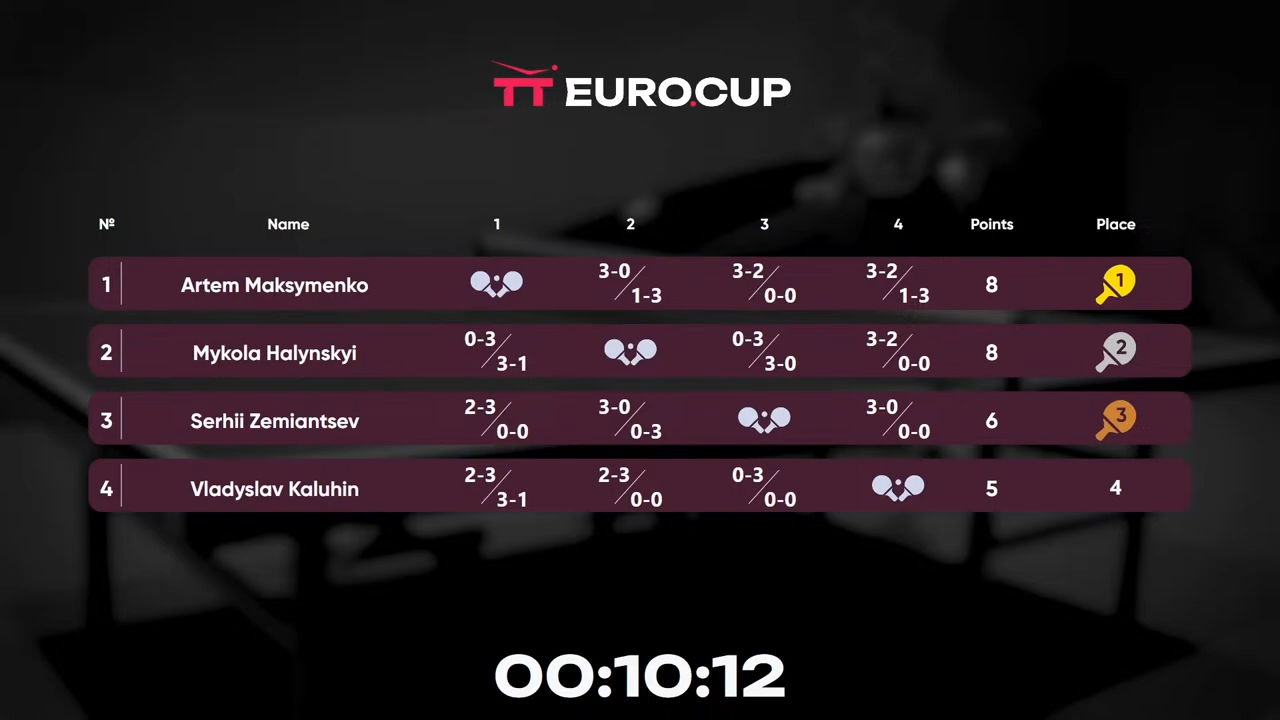 TT EURO.CUP
№ Name 1 2 3 4 Points Place
1 Artem Maksymenko 3-0/1-3 3-2/0-0 3-2/1-3 8 1
2 Mykola Halynskyi 0-3/3-1 0-3/3-0 3-2/0-0 8 2
3 Serhii Zemiantsev 2-3/0-0 3-0/0-3 3-0/0-0 6 3
4 Vladyslav Kaluhin 2-3/3-1 2-3/0-0 0-3/0-0 5 4
00:10:12